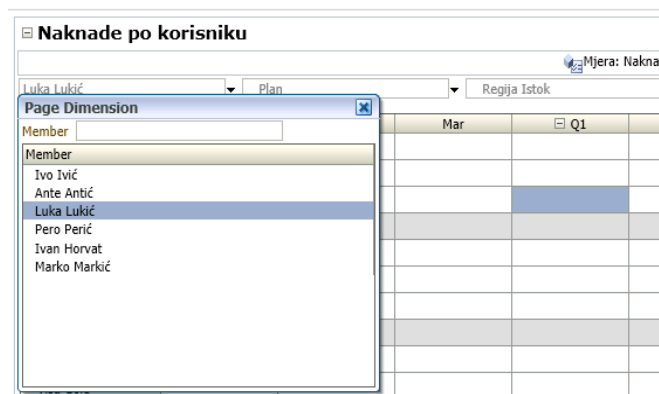 Naknade po korisniku
Mjera: Nakna
Luka Lukić Plan Regija Istok
Page Dimension
Member
Mar Q1
Member
Ivo Ivić
Ante Antić
Luka Lukić
Pero Perić
Ivan Horvat
Marko Markić